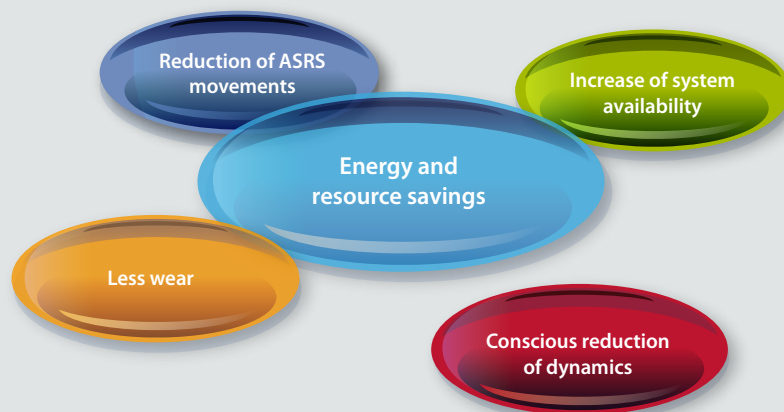 Reduction of ASRS
movements
Increase of system
availability
Energy and
resource savings
Less wear
Conscious reduction
of dynamics